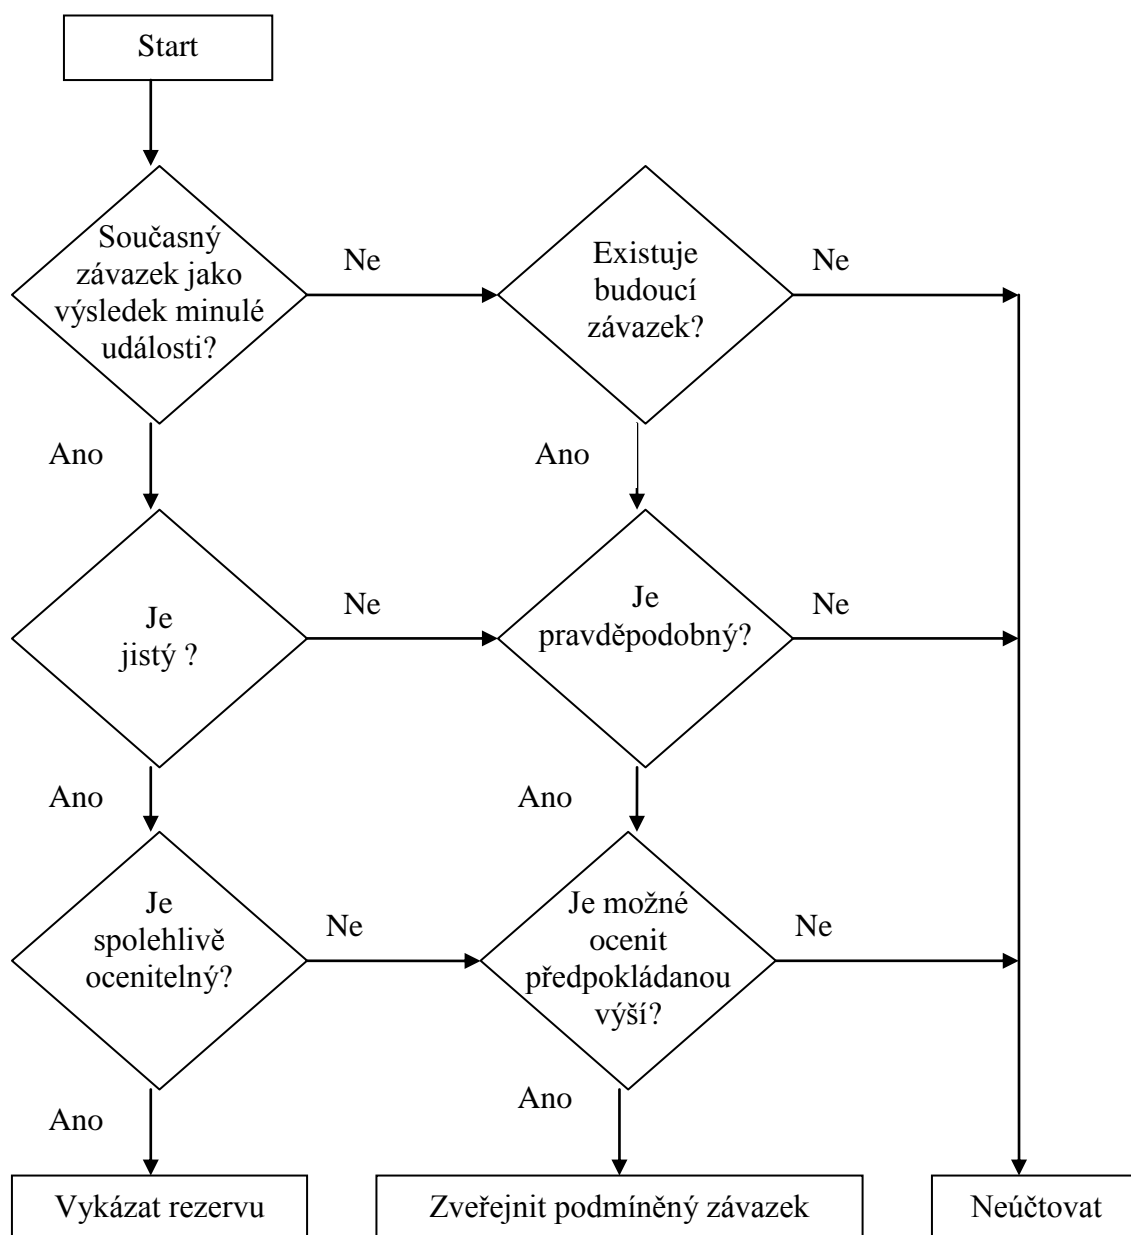 Start
Současný
závazek jako
výsledek minulé
události?
Ne
Existuje
budoucí
závazek?
Ne
Ano
Ano
Je
jistý ?
Ne
Je
pravděpodobný?
Ne
Ano
Ano
Je
spolehlivě
ocenitelný?
Ne
Je možné
ocenit
předpokládanou
výší?
Ne
Ano
Ano
Vykázat rezervu
Zveřejnit podmíněný závazek
Neúčtovat